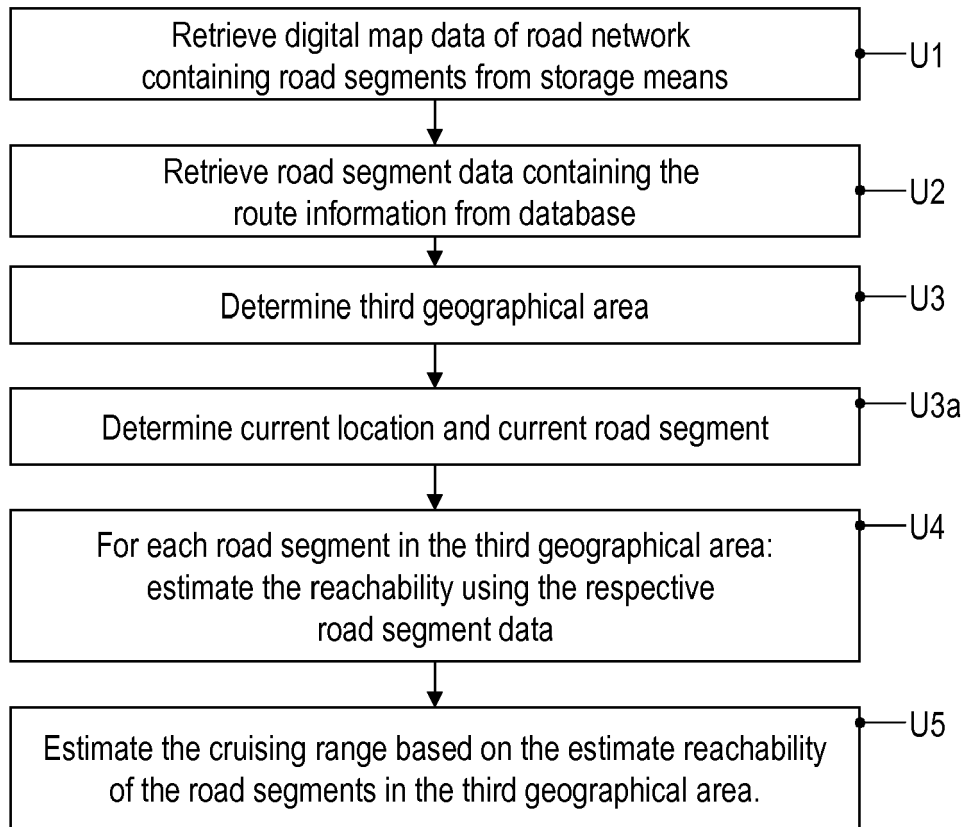 Retrieve digital map data of road network
containing road segments from storage means
U1
Retrieve road segment data containing the
route information from database
U2
Determine third geographical area
U3
Determine current location and current road segment
U3a
For each road segment in the third geographical area:
estimate the reachability using the respective
road segment data
U4
Estimate the cruising range based on the estimate reachability
of the road segments in the third geographical area.
U5